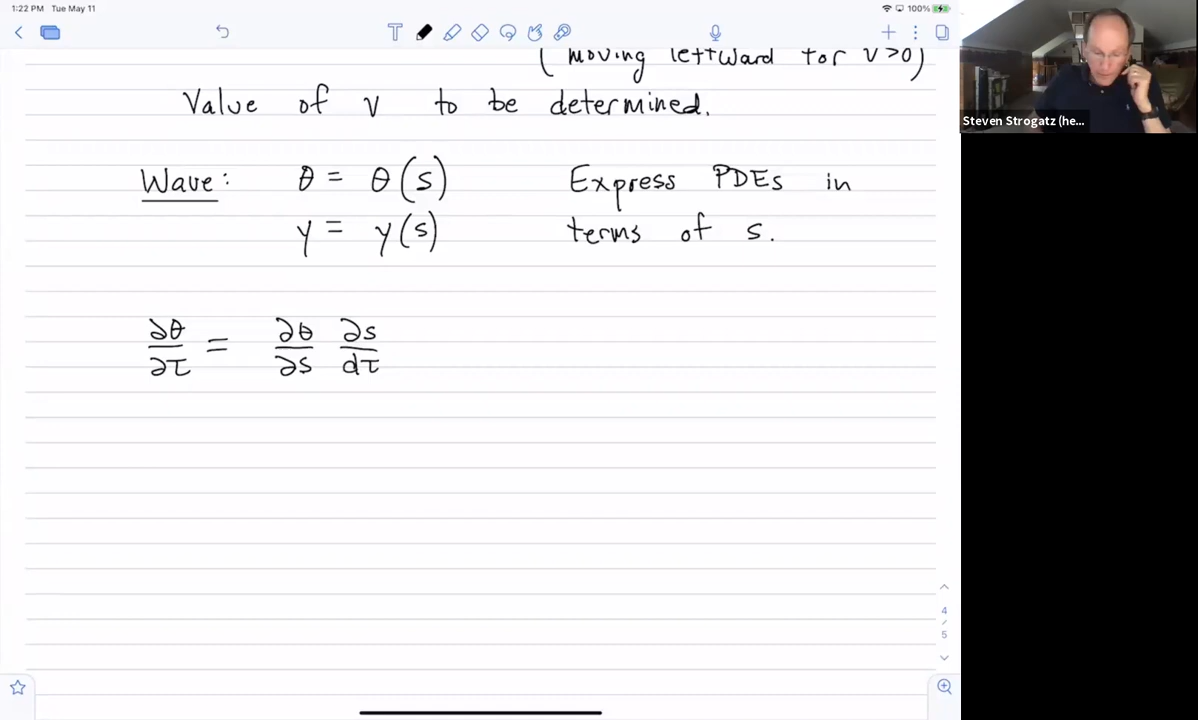 1:22 PM Tue May 11
100%
(moving leftward for v>0)
Value of v to be determined.
Steven Strogatz (he...
Wave: θ = θ(s) Express PDEs in
y = y(s) terms of s.
∂θ/∂τ = ∂θ/∂s ∂s/dτ
4
/
5